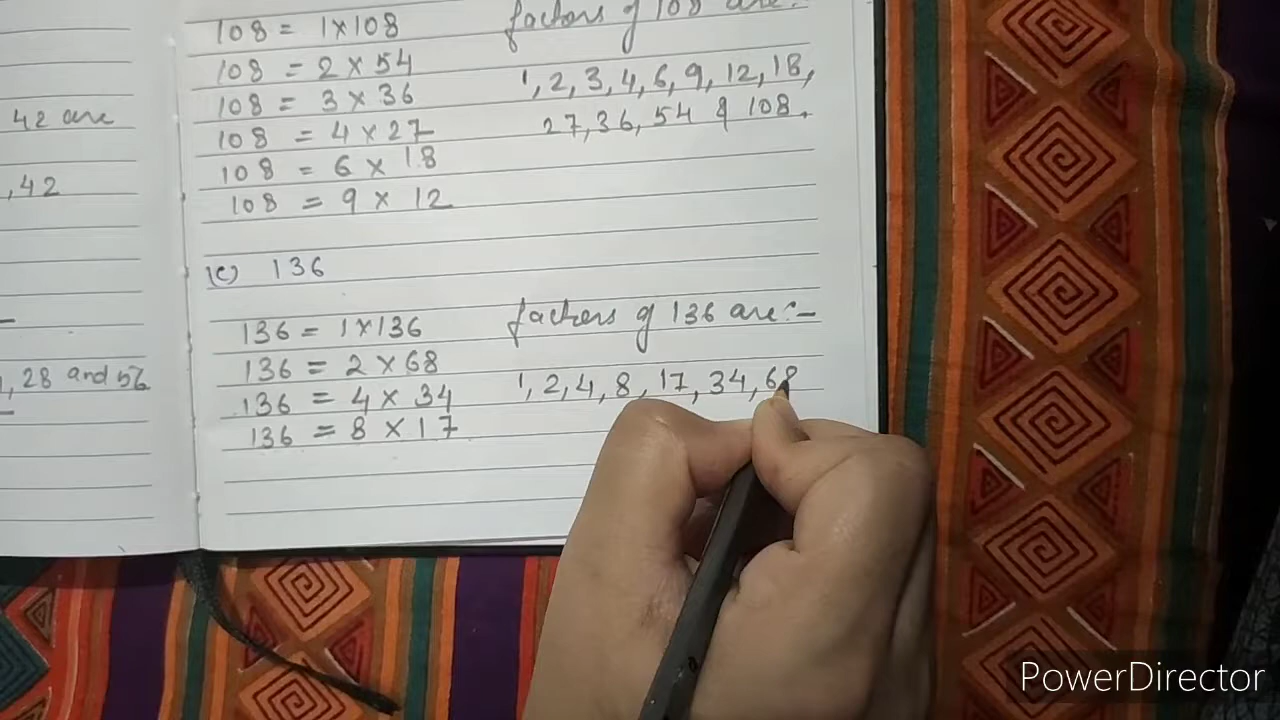 42 are
,42
, 28 and 56
108 = 1 × 108
108 = 2 × 54
108 = 3 × 36
108 = 4 × 27
108 = 6 × 18
108 = 9 × 12
factors of 108 are:
1, 2, 3, 4, 6, 9, 12, 18,
27, 36, 54 & 108.
(c) 136
136 = 1 × 136
136 = 2 × 68
136 = 4 × 34
136 = 8 × 17
factors of 136 are:-
1, 2, 4, 8, 17, 34, 68
PowerDirector